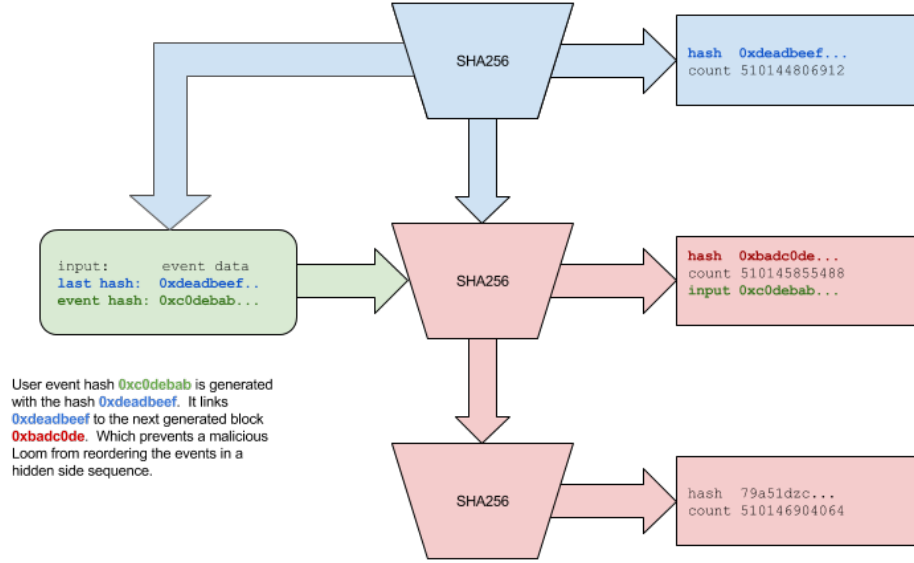 SHA256
hash 0xdeadbeef...
count 510144806912
input: event data
last hash: 0xdeadbeef..
event hash: 0xc0debab...
SHA256
hash 0xbadc0de...
count 510145855488
input 0xc0debab...
User event hash 0xc0debab is generated
with the hash 0xdeadbeef. It links
0xdeadbeef to the next generated block
0xbadc0de. Which prevents a malicious
Loom from reordering the events in a
hidden side sequence.
SHA256
hash 79a51dzc...
count 510146904064